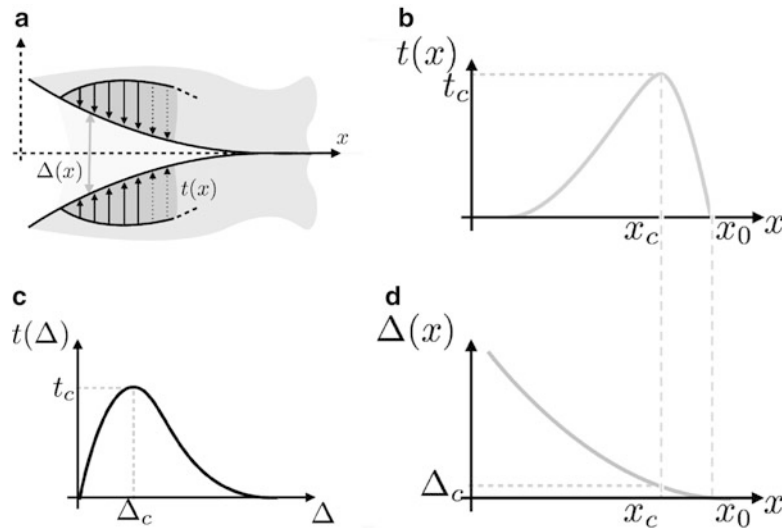 a
Δ(x)
x
t(x)
b
t(x)
t_c
x_c
x_0
x
c
t(Δ)
t_c
Δ_c
Δ
d
Δ(x)
Δ_c
x_c
x_0
x